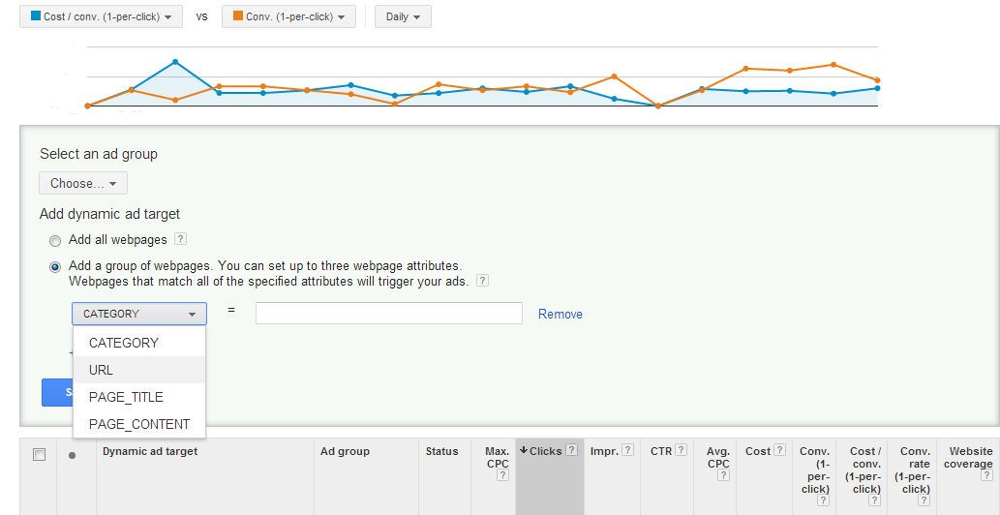 Cost / conv. (1-per-click) vs Conv. (1-per-click) Daily
Select an ad group
Choose...
Add dynamic ad target
Add all webpages ?
Add a group of webpages. You can set up to three webpage attributes.
Webpages that match all of the specified attributes will trigger your ads. ?
CATEGORY = Remove
CATEGORY
+
URL
S
PAGE_TITLE
PAGE_CONTENT
Dynamic ad target
Ad group
Status
Max.
CPC
?
Clicks ?
Impr. ?
CTR ?
Avg.
CPC
?
Cost ?
Conv.
(1-
per-
click)
?
Cost /
conv.
(1-per-
click)
?
Conv.
rate
(1-per-
click)
?
Website
coverage
?